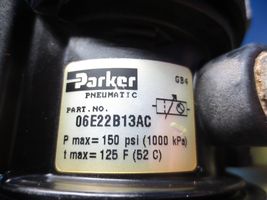 Parker GB4
PNEUMATIC
PART.NO.
06E22B13AC
P max= 150 psi (1000 kPa)
t max= 125 F (52 C)